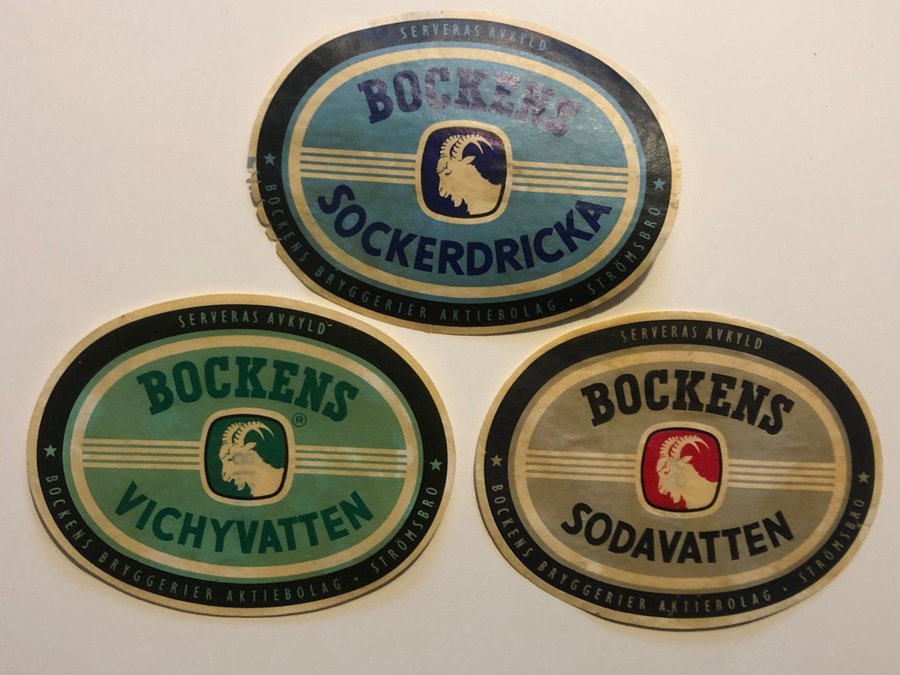 SERVERAS AVKYLD
BOCKENS
SOCKERDRICKA
BOCKENS BRYGGERIER AKTIEBOLAG · STRÖMSBRO
SERVERAS AVKYLD
BOCKENS
®
VICHYVATTEN
BOCKENS BRYGGERIER AKTIEBOLAG · STRÖMSBRO
SERVERAS AVKYLD
BOCKENS
SODAVATTEN
BOCKENS BRYGGERIER AKTIEBOLAG · STRÖMSBRO